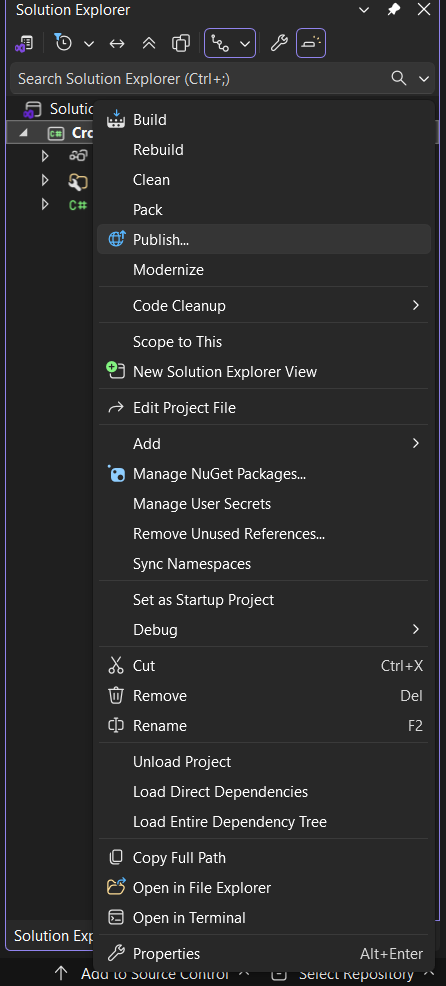 Solution Explorer
Search Solution Explorer (Ctrl+;)
Build
Rebuild
Clean
Pack
Publish...
Modernize
Code Cleanup
Scope to This
New Solution Explorer View
Edit Project File
Add
Manage NuGet Packages...
Manage User Secrets
Remove Unused References...
Sync Namespaces
Set as Startup Project
Debug
Cut Ctrl+X
Remove Del
Rename F2
Unload Project
Load Direct Dependencies
Load Entire Dependency Tree
Copy Full Path
Open in File Explorer
Open in Terminal
Solution Exp
Properties Alt+Enter
Add to Source Control Select Repository